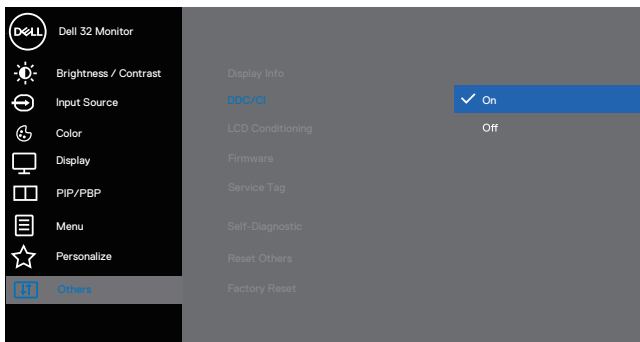 DELL Dell 32 Monitor
Brightness / Contrast
Input Source
Color
Display
PIP/PBP
Menu
Personalize
Others
Display Info
DDC/CI
LCD Conditioning
Firmware
Service Tag
Self-Diagnostic
Reset Others
Factory Reset
On
Off